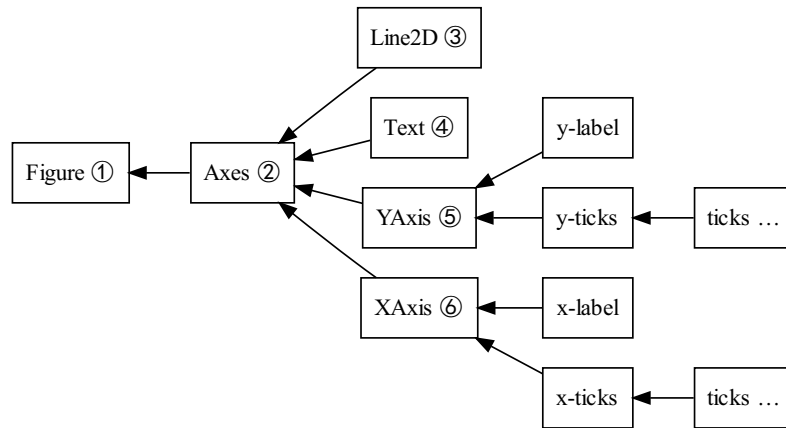 Line2D ③
Text ④
y-label
Figure ①
Axes ②
YAxis ⑤
y-ticks
ticks ...
XAxis ⑥
x-label
x-ticks
ticks ...